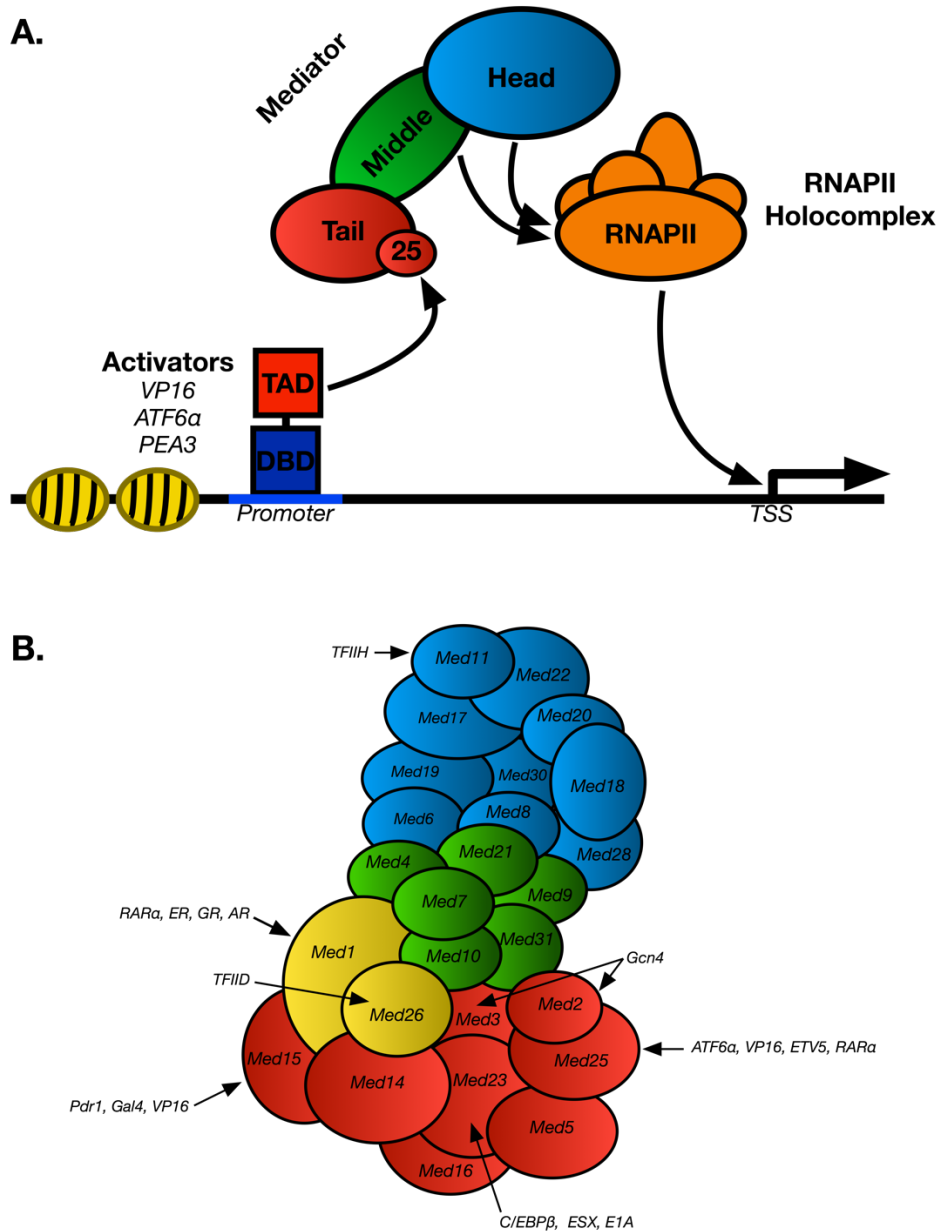 A.
Mediator
Head
Middle
Tail
25
RNAPII
RNAPII
Holocomplex
Activators
VP16
ATF6α
PEA3
TAD
DBD
Promoter
TSS
B.
TFIIH
Med11
Med22
Med17
Med20
Med19
Med30
Med18
Med6
Med8
Med28
Med4
Med21
Med7
Med9
RARα, ER, GR, AR
Med1
Med10
Med31
Gcn4
TFIID
Med26
Med3
Med2
Med15
Med14
Med23
Med25
ATF6α, VP16, ETV5, RARα
Pdr1, Gal4, VP16
Med5
Med16
C/EBPβ, ESX, E1A